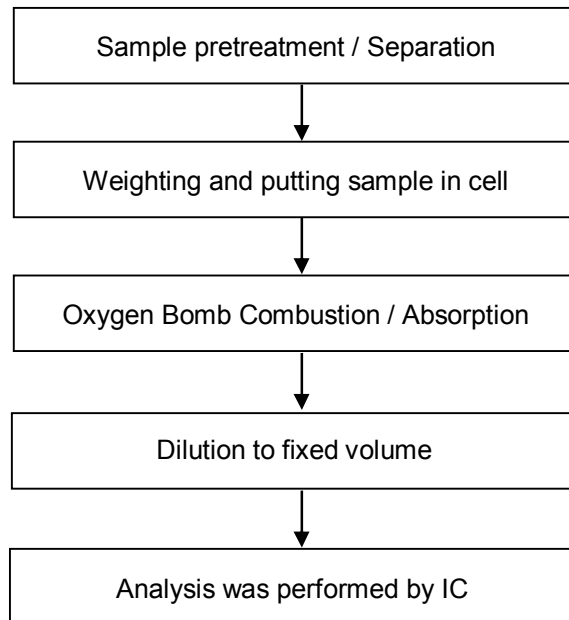 Sample pretreatment / Separation
Weighting and putting sample in cell
Oxygen Bomb Combustion / Absorption
Dilution to fixed volume
Analysis was performed by IC